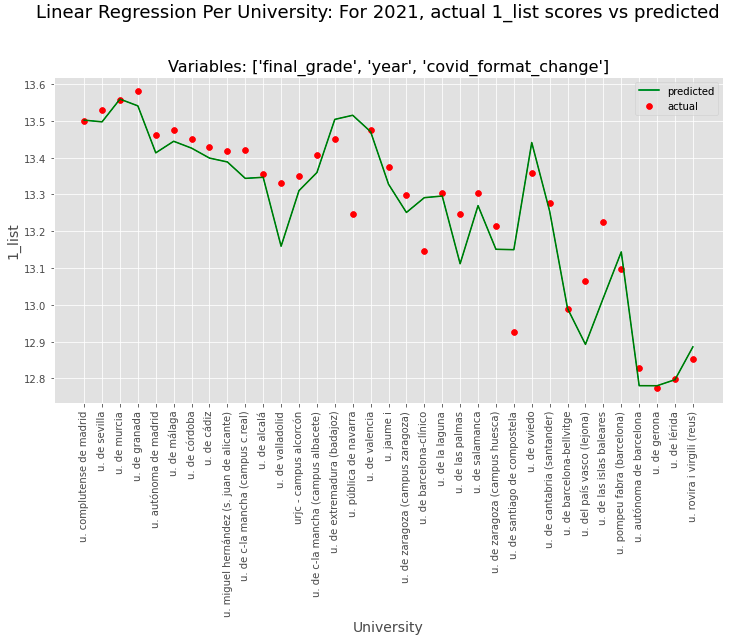 Linear Regression Per University: For 2021, actual 1_list scores vs predicted
Variables: ['final_grade', 'year', 'covid_format_change']
predicted
actual
1_list
13.6
13.5
13.4
13.3
13.2
13.1
13.0
12.9
12.8
u. complutense de madrid
u. de sevilla
u. de murcia
u. de granada
u. autónoma de madrid
u. de málaga
u. de córdoba
u. de cádiz
u. miguel hernández (s. juan de alicante)
u. de c-la mancha (campus c.real)
u. de alcalá
u. de valladolid
urjc - campus alcorcón
u. de c-la mancha (campus albacete)
u. de extremadura (badajoz)
u. pública de navarra
u. de valencia
u. jaume i
u. de zaragoza (campus zaragoza)
u. de barcelona-clínico
u. de la laguna
u. de las palmas
u. de salamanca
u. de zaragoza (campus huesca)
u. de santiago de compostela
u. de oviedo
u. de cantabria (santander)
u. de barcelona-bellvitge
u. del país vasco (lejona)
u. de las islas baleares
u. pompeu fabra (barcelona)
u. autónoma de barcelona
u. de gerona
u. de lérida
u. rovira i virgili (reus)
University